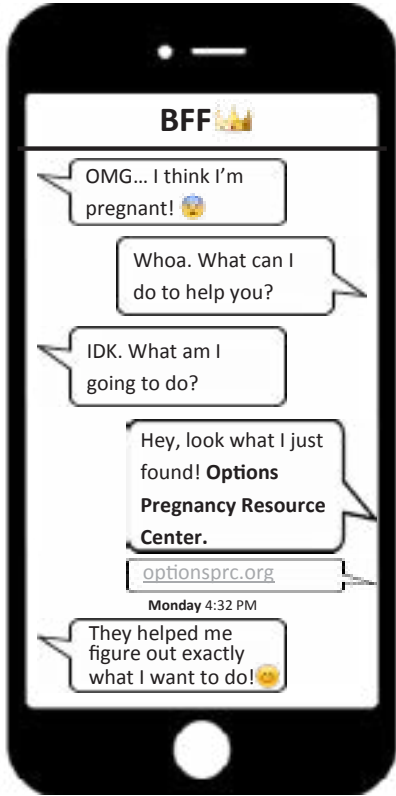 BFF👑
OMG... I think I'm
pregnant! 😨
Whoa. What can I
do to help you?
IDK. What am I
going to do?
Hey, look what I just
found! Options
Pregnancy Resource
Center.
optionsprc.org
Monday 4:32 PM
They helped me
figure out exactly
what I want to do!😊